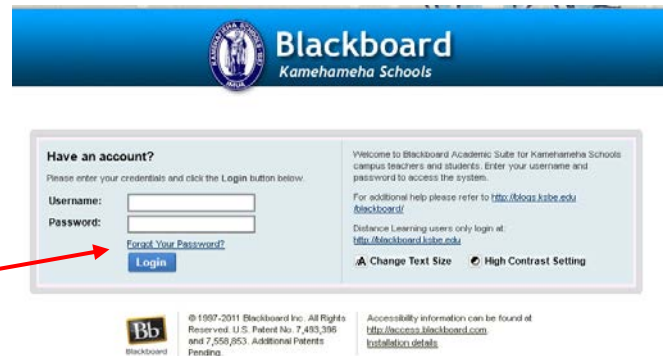 KAMEHAMEHA SCHOOLS
IMUA
Blackboard
Kamehameha Schools
Have an account?
Please enter your credentials and click the Login button below.
Username:
Password:
Forgot Your Password?
Login
Welcome to Blackboard Academic Suite for Kamehameha Schools
campus teachers and students. Enter your username and
password to access the system.
For additional help please refer to http://blogs.ksbe.edu
/blackboard/
Distance Learning users only login at:
http://blackboard.ksbe.edu
A Change Text Size High Contrast Setting
Bb
Blackboard
© 1997-2011 Blackboard Inc. All Rights
Reserved. U.S. Patent No. 7,493,396
and 7,558,853. Additional Patents
Pending.
Accessibility information can be found at
http://access.blackboard.com.
Installation details